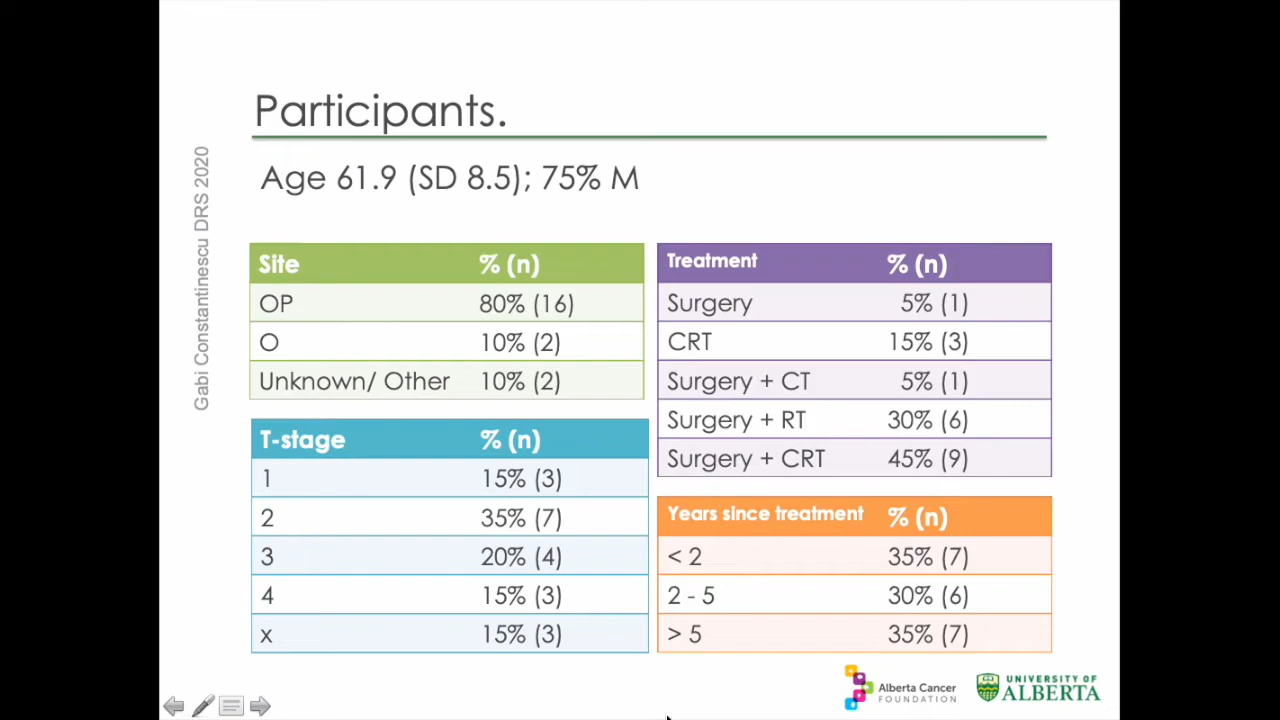 Participants.
Age 61.9 (SD 8.5); 75% M
Gabi Constantinescu DRS 2020
Site % (n)
OP 80% (16)
O 10% (2)
Unknown/ Other 10% (2)
T-stage % (n)
1 15% (3)
2 35% (7)
3 20% (4)
4 15% (3)
x 15% (3)
Treatment % (n)
Surgery 5% (1)
CRT 15% (3)
Surgery + CT 5% (1)
Surgery + RT 30% (6)
Surgery + CRT 45% (9)
Years since treatment % (n)
< 2 35% (7)
2 - 5 30% (6)
> 5 35% (7)
Alberta Cancer
FOUNDATION
UNIVERSITY OF
ALBERTA